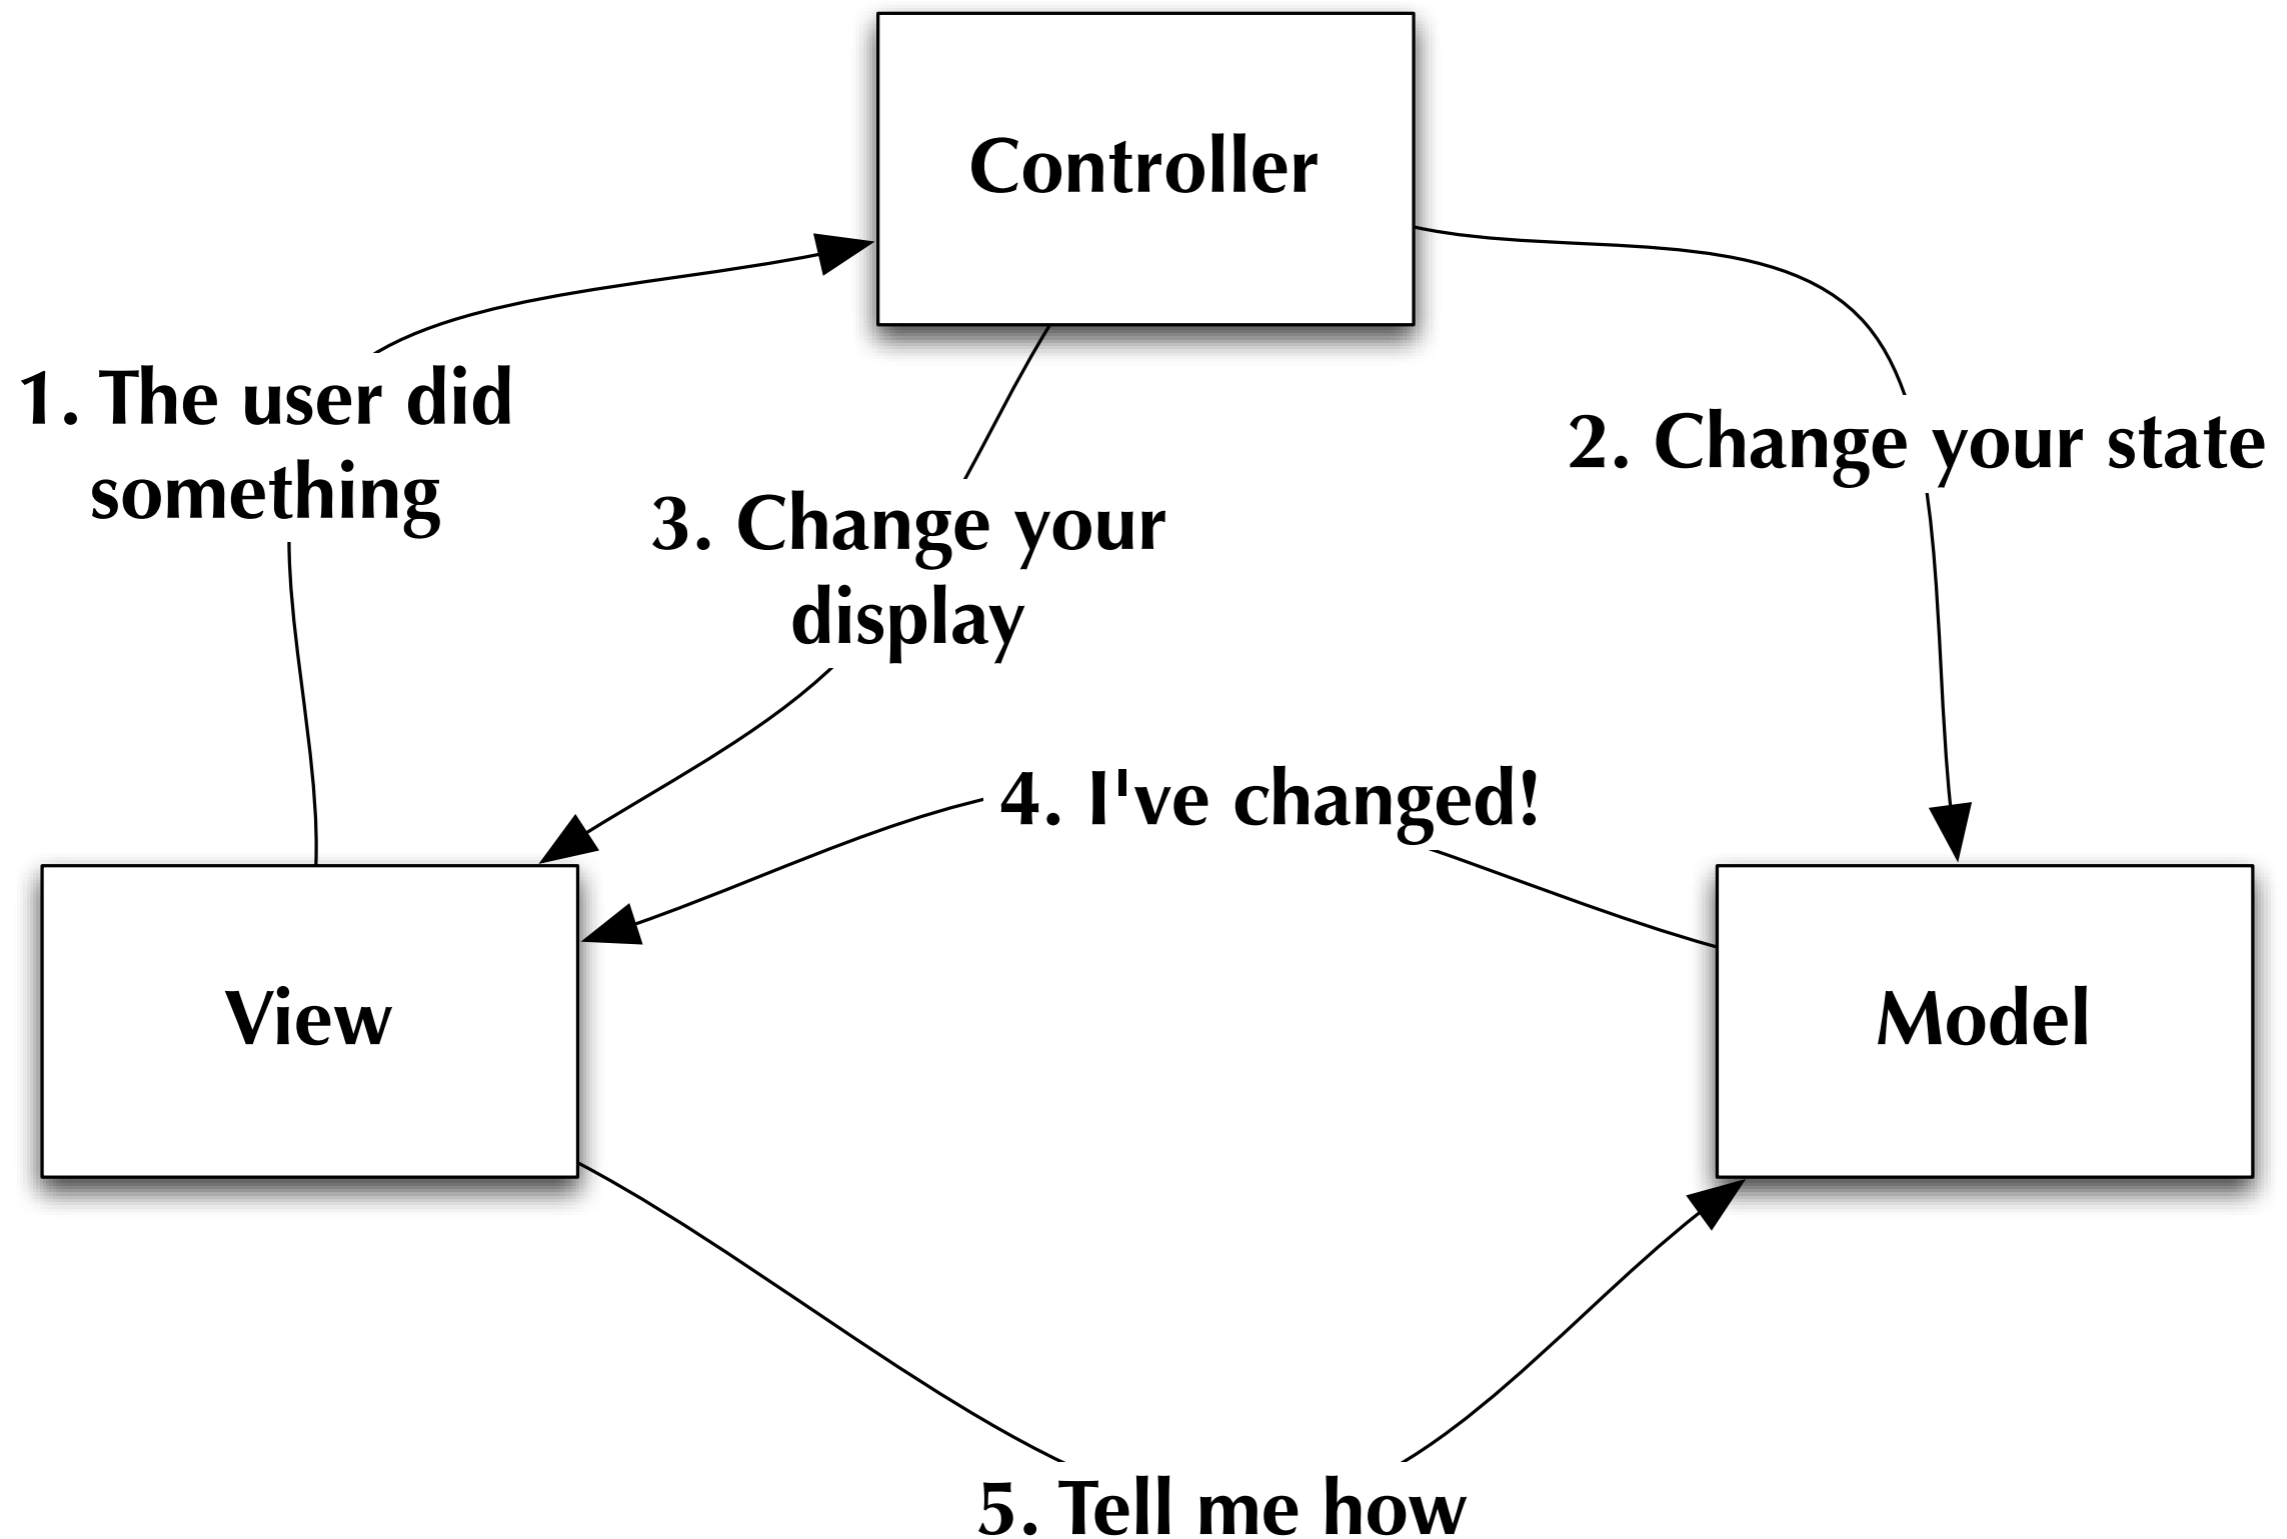 Controller
1. The user did
something
2. Change your state
3. Change your
display
4. I've changed!
View
Model
5. Tell me how